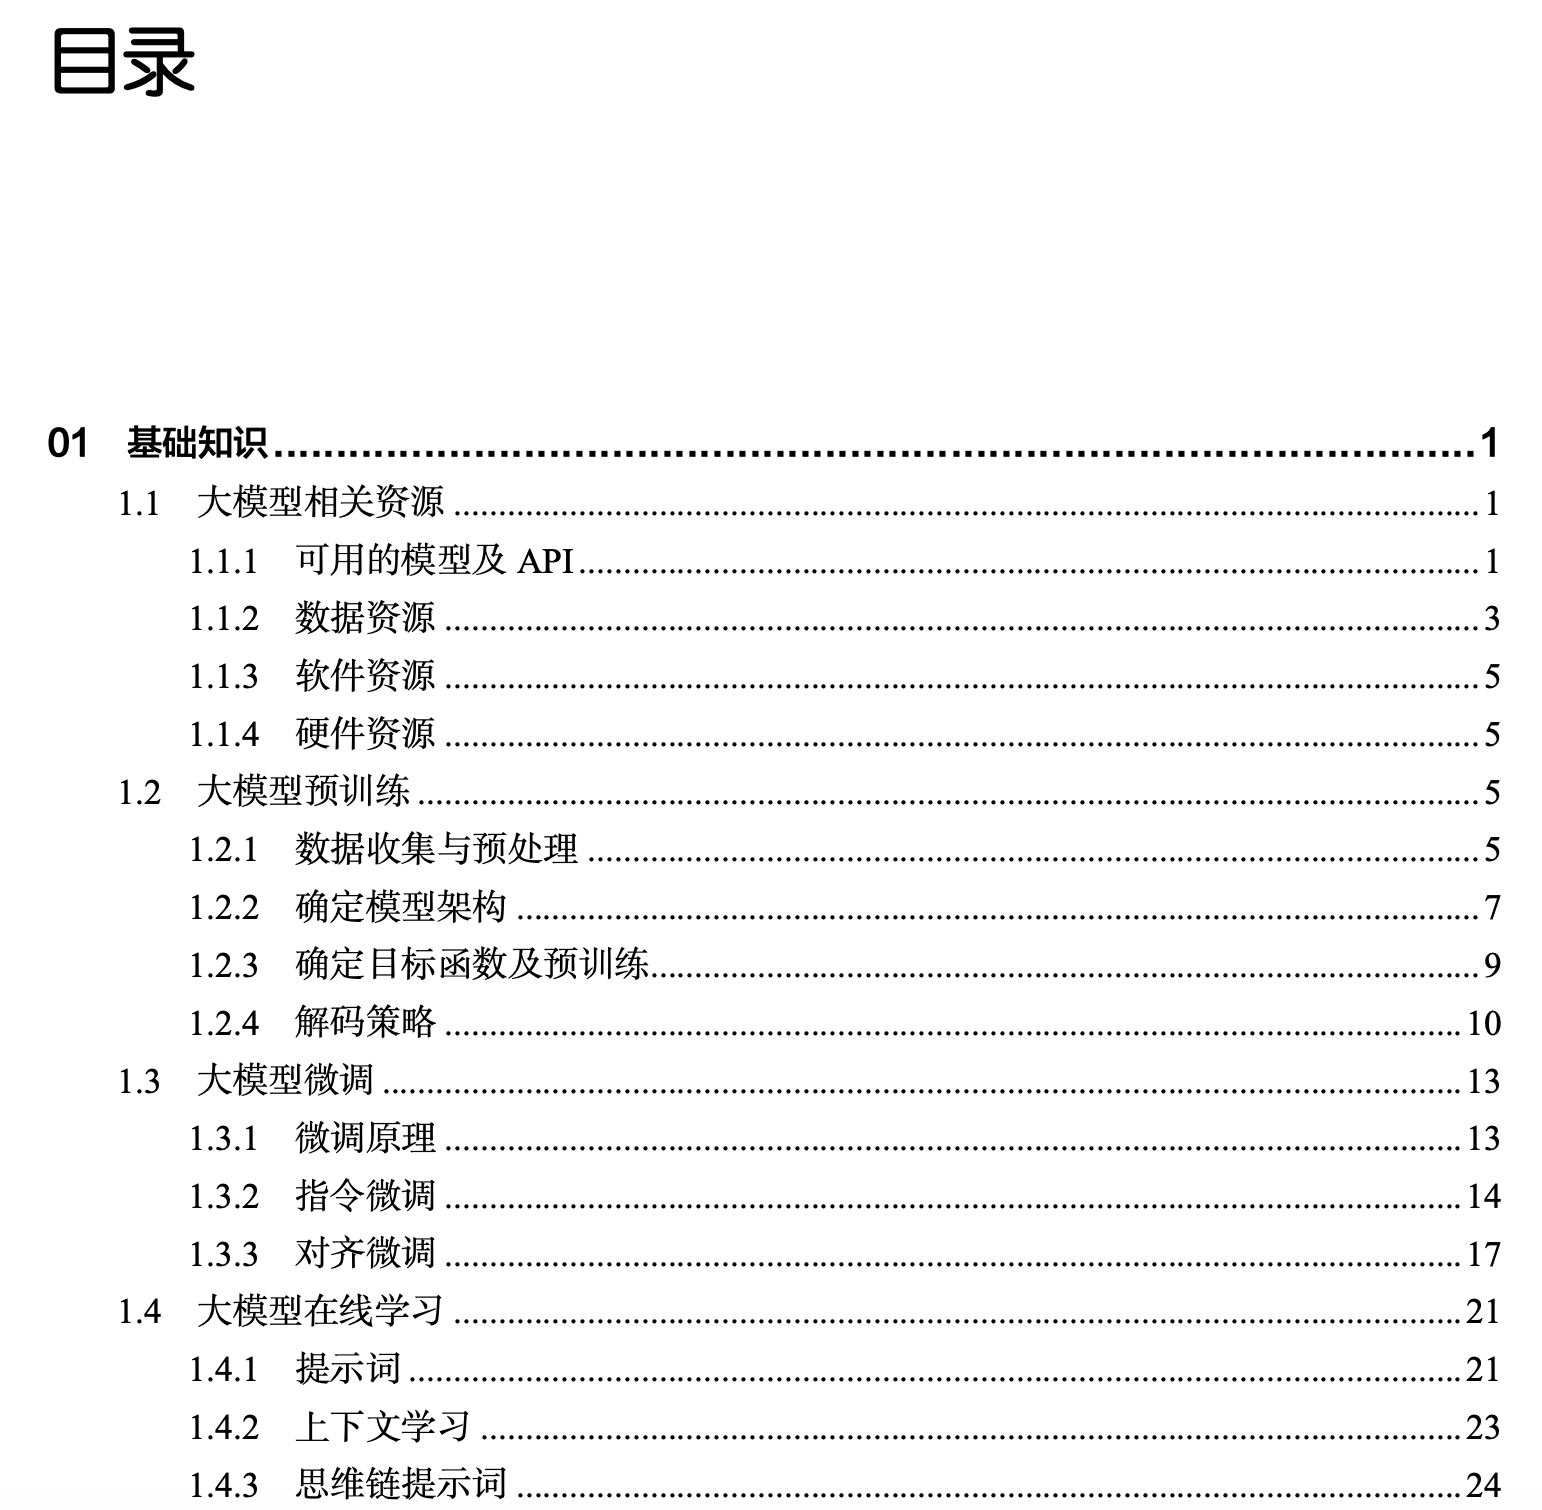 目录
01 基础知识........................................1
1.1 大模型相关资源........................................1
1.1.1 可用的模型及 API........................................1
1.1.2 数据资源........................................3
1.1.3 软件资源........................................5
1.1.4 硬件资源........................................5
1.2 大模型预训练........................................5
1.2.1 数据收集与预处理........................................5
1.2.2 确定模型架构........................................7
1.2.3 确定目标函数及预训练........................................9
1.2.4 解码策略........................................10
1.3 大模型微调........................................13
1.3.1 微调原理........................................13
1.3.2 指令微调........................................14
1.3.3 对齐微调........................................17
1.4 大模型在线学习........................................21
1.4.1 提示词........................................21
1.4.2 上下文学习........................................23
1.4.3 思维链提示词........................................24